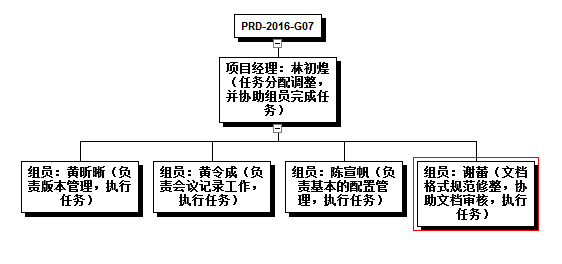 PRD-2016-G07
项目经理：林初煌
（任务分配调整，
并协助组员完成任
务）
组员：黄昕晰（负
责版本管理，执行
任务）
组员：黄令成（负
责会议记录工作，
执行任务）
组员：陈宣帆（负
责基本的配置管
理，执行任务）
组员：谢蕾（文档
格式规范修整，协
助文档审核，执行
任务）